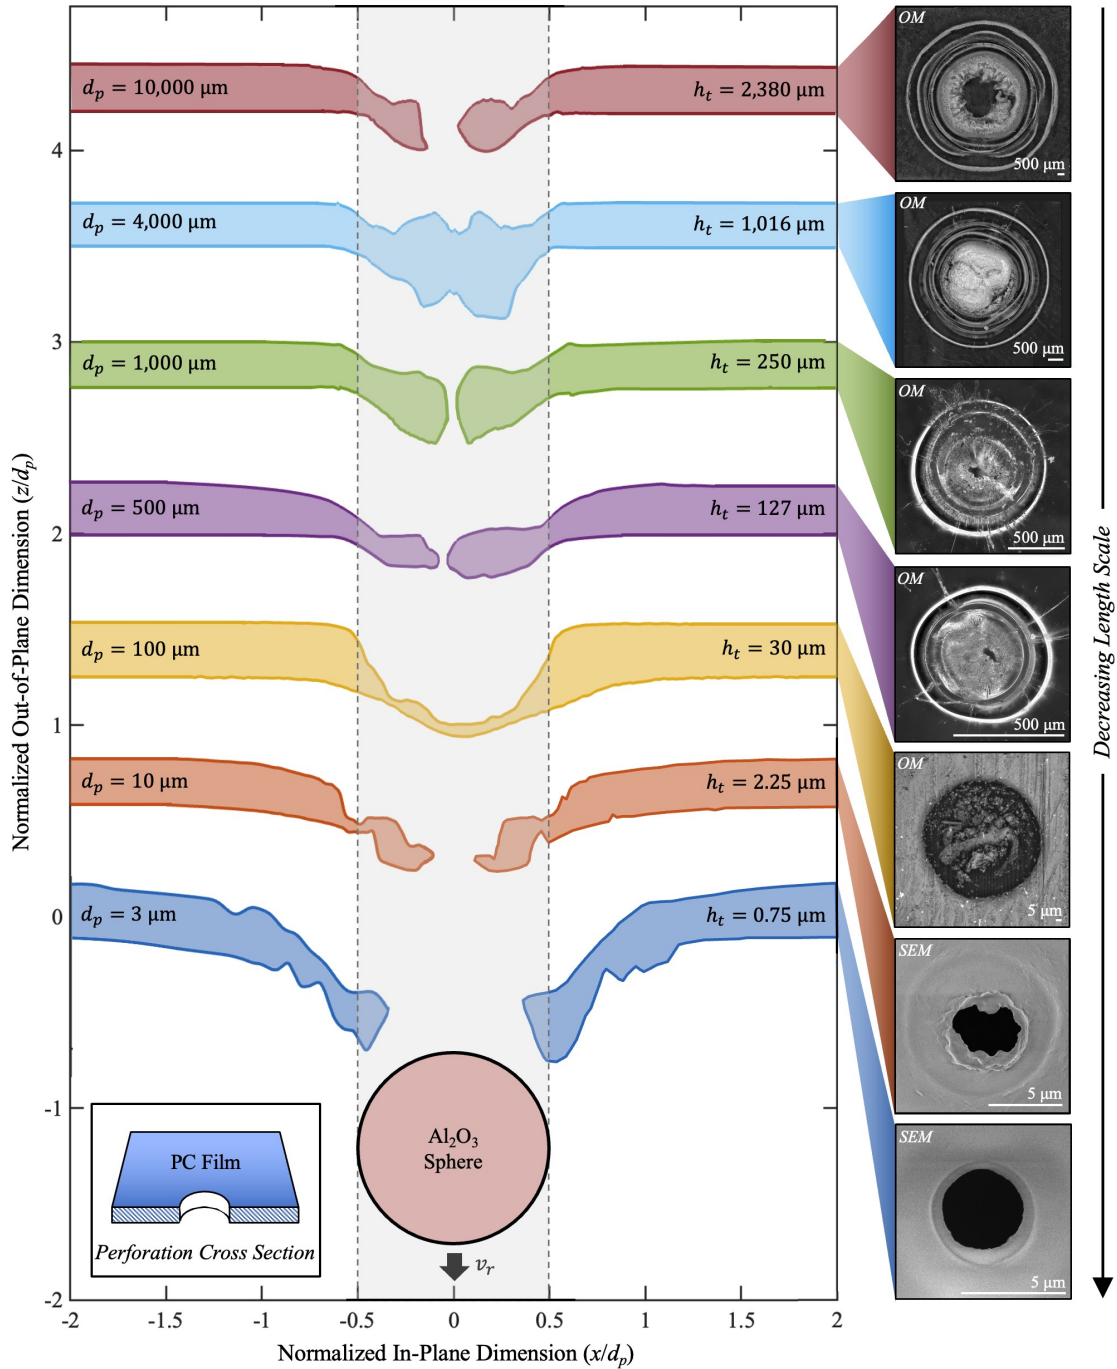 OM
500 µm
d_p = 10,000 µm
h_t = 2,380 µm
4
OM
500 µm
d_p = 4,000 µm
h_t = 1,016 µm
3
d_p = 1,000 µm
h_t = 250 µm
OM
500 µm
d_p = 500 µm
h_t = 127 µm
2
OM
500 µm
d_p = 100 µm
h_t = 30 µm
1
OM
5 µm
d_p = 10 µm
h_t = 2.25 µm
0
d_p = 3 µm
h_t = 0.75 µm
SEM
5 µm
-1
Al₂O₃
Sphere
SEM
5 µm
PC Film
Perforation Cross Section
v_r
-2
-2
-1.5
-1
-0.5
0
0.5
1
1.5
2
Normalized In-Plane Dimension (x/d_p)
Normalized Out-of-Plane Dimension (z/d_p)
Decreasing Length Scale